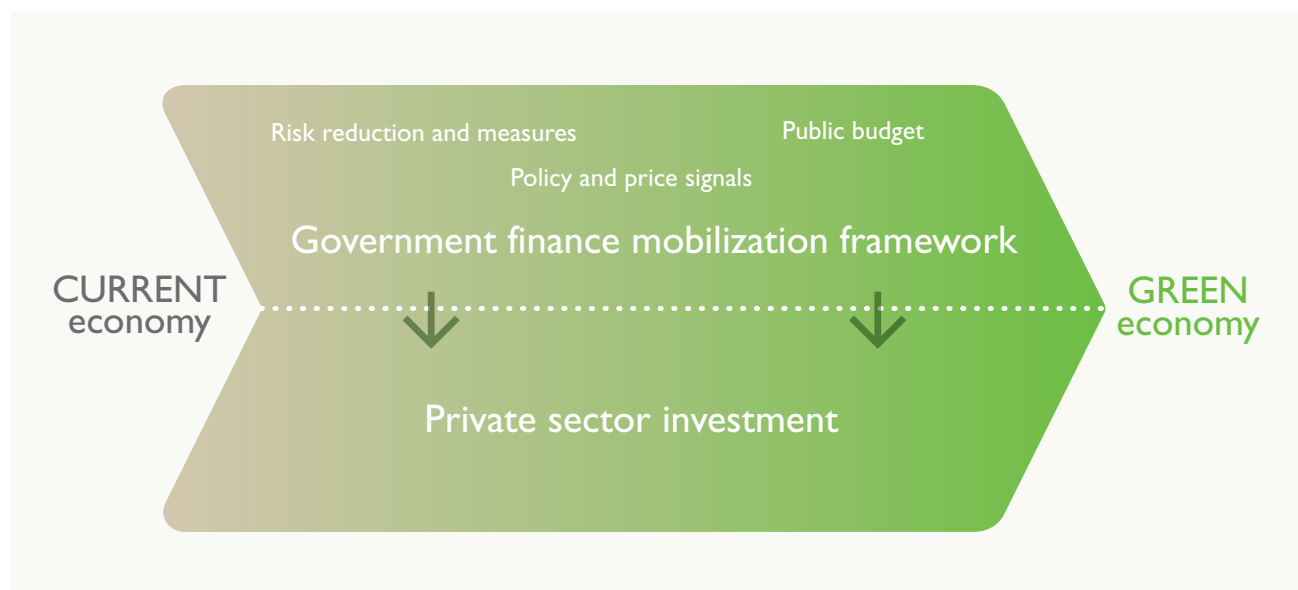 Risk reduction and measures
Public budget
Policy and price signals
Government finance mobilization framework
CURRENT
economy
GREEN
economy
Private sector investment